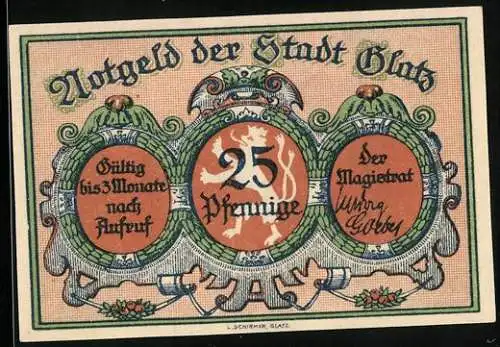 Notgeld der Stadt Glatz
Gültig
bis 3 Monate
nach
Aufruf
25
Pfennige
Der
Magistrat
L. SCHIRMER, GLATZ.